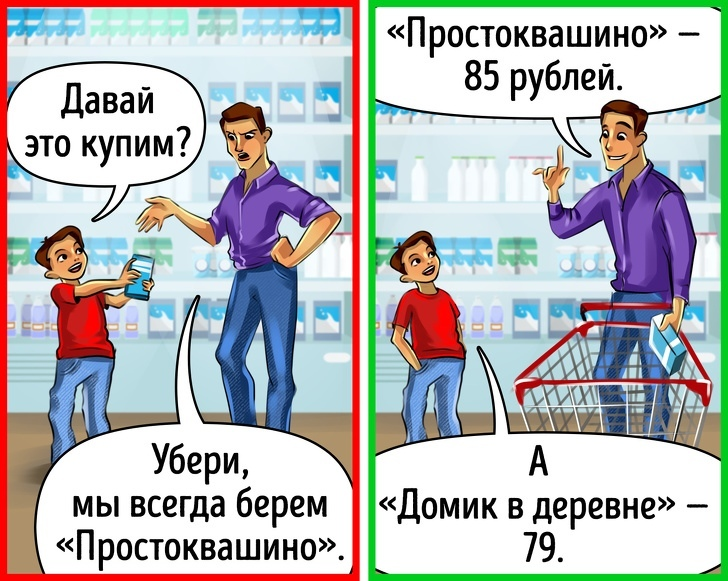 Давай
это купим?
Убери,
мы всегда берем
«Простоквашино».
«Простоквашино» –
85 рублей.
А
«Домик в деревне» –
79.